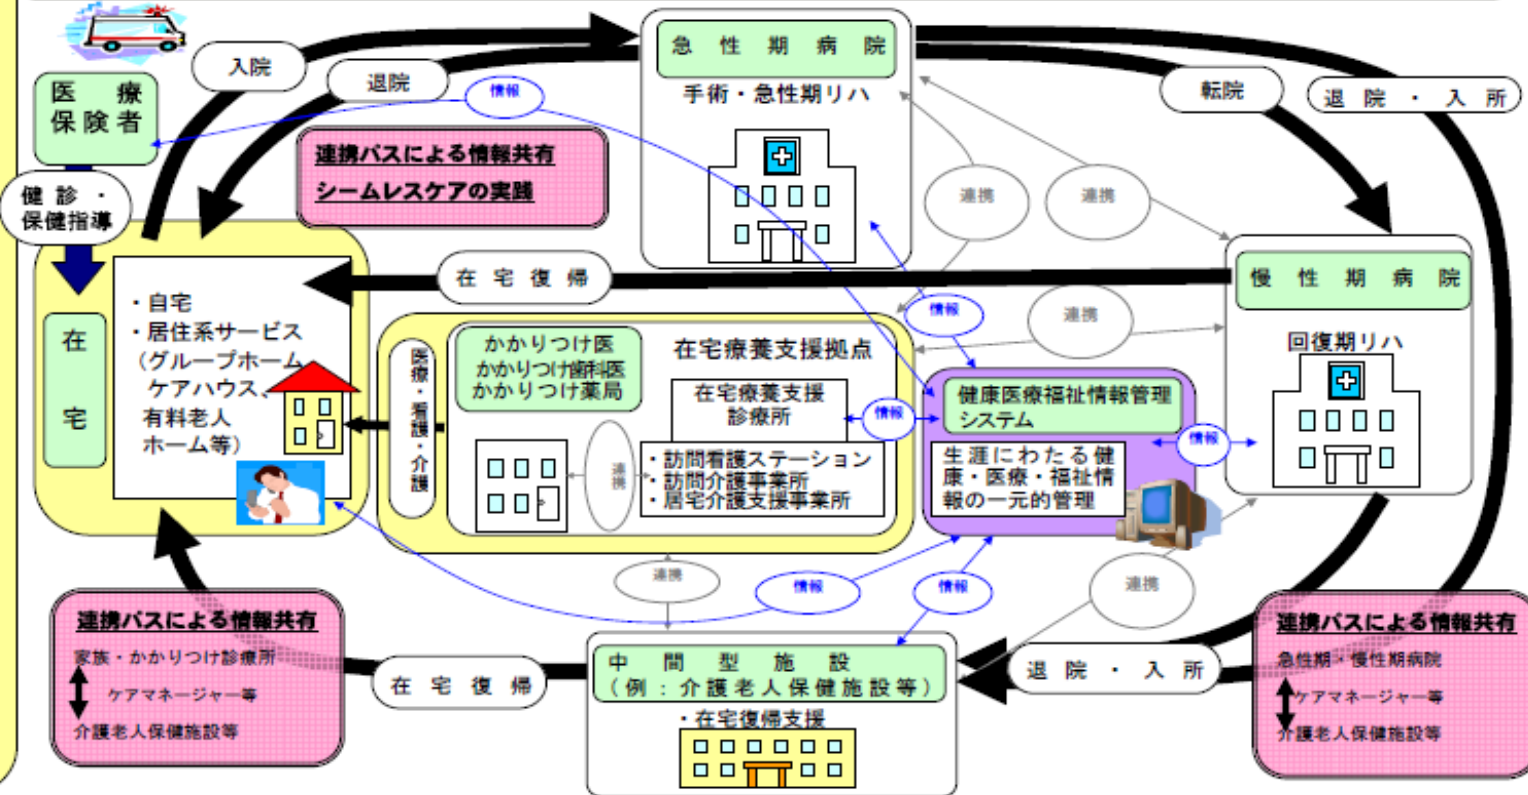 急性期病院
手術・急性期リハ
入院
退院
情報
転院
退院・入所
医療
保険者
健診・
保健指導
連携パスによる情報共有
シームレスケアの実践
連携
連携
在宅復帰
慢性期病院
回復期リハ
在
宅
・自宅
・居住系サービス
（グループホーム、
ケアハウス、
有料老人
ホーム等）
医療・看護・介護
かかりつけ医
かかりつけ歯科医
かかりつけ薬局
在宅療養支援拠点
在宅療養支援
診療所
連携
・訪問看護ステーション
・訪問介護事業所
・居宅介護支援事業所
情報
連携
情報
健康医療福祉情報管理
システム
生涯にわたる健
康・医療・福祉情
報の一元的管理
情報
連携
情報
情報
連携
連携パスによる情報共有
家族・かかりつけ診療所
ケアマネージャー等
介護老人保健施設等
在宅復帰
中間型施設
（例：介護老人保健施設等）
・在宅復帰支援
退院・入所
連携パスによる情報共有
急性期・慢性期病院
ケアマネージャー等
介護老人保健施設等